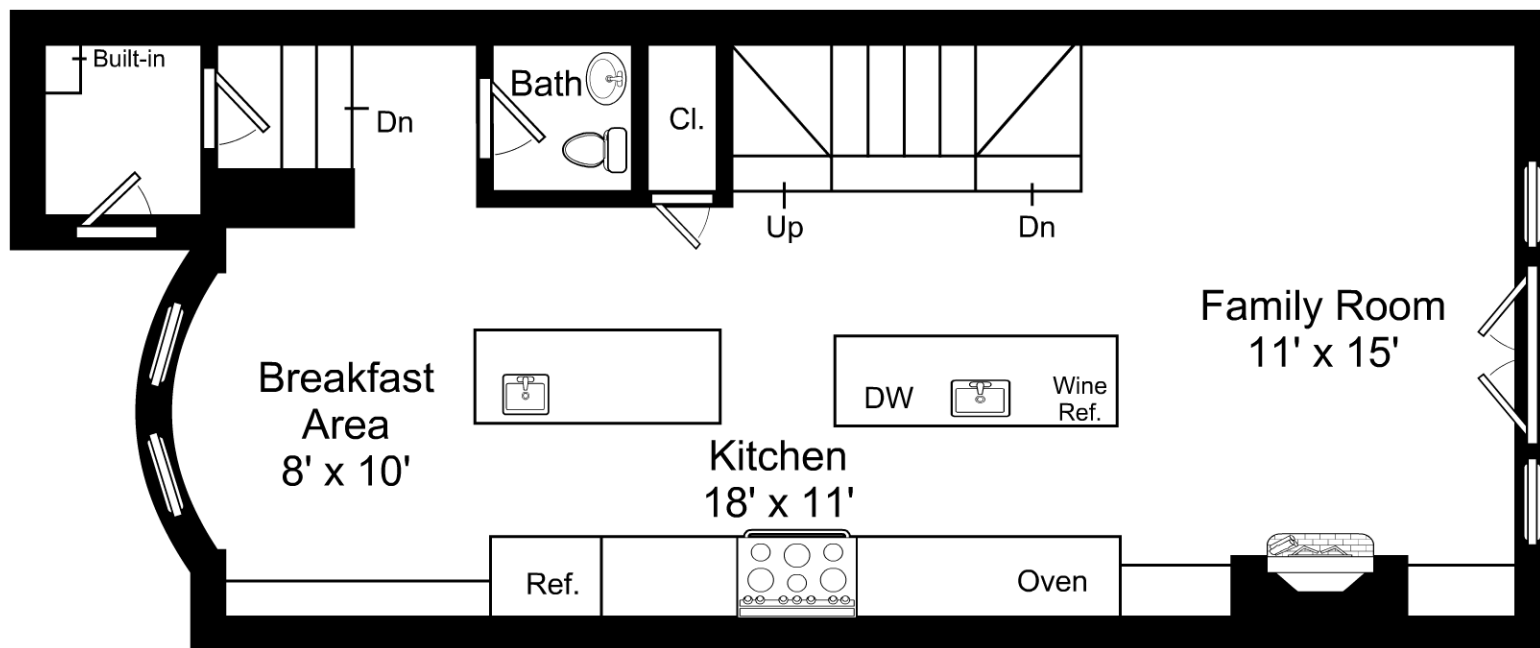 Built-in
Dn
Bath
Cl.
Up
Dn
Family Room
11' x 15'
Breakfast
Area
8' x 10'
DW
Wine
Ref.
Kitchen
18' x 11'
Ref.
Oven